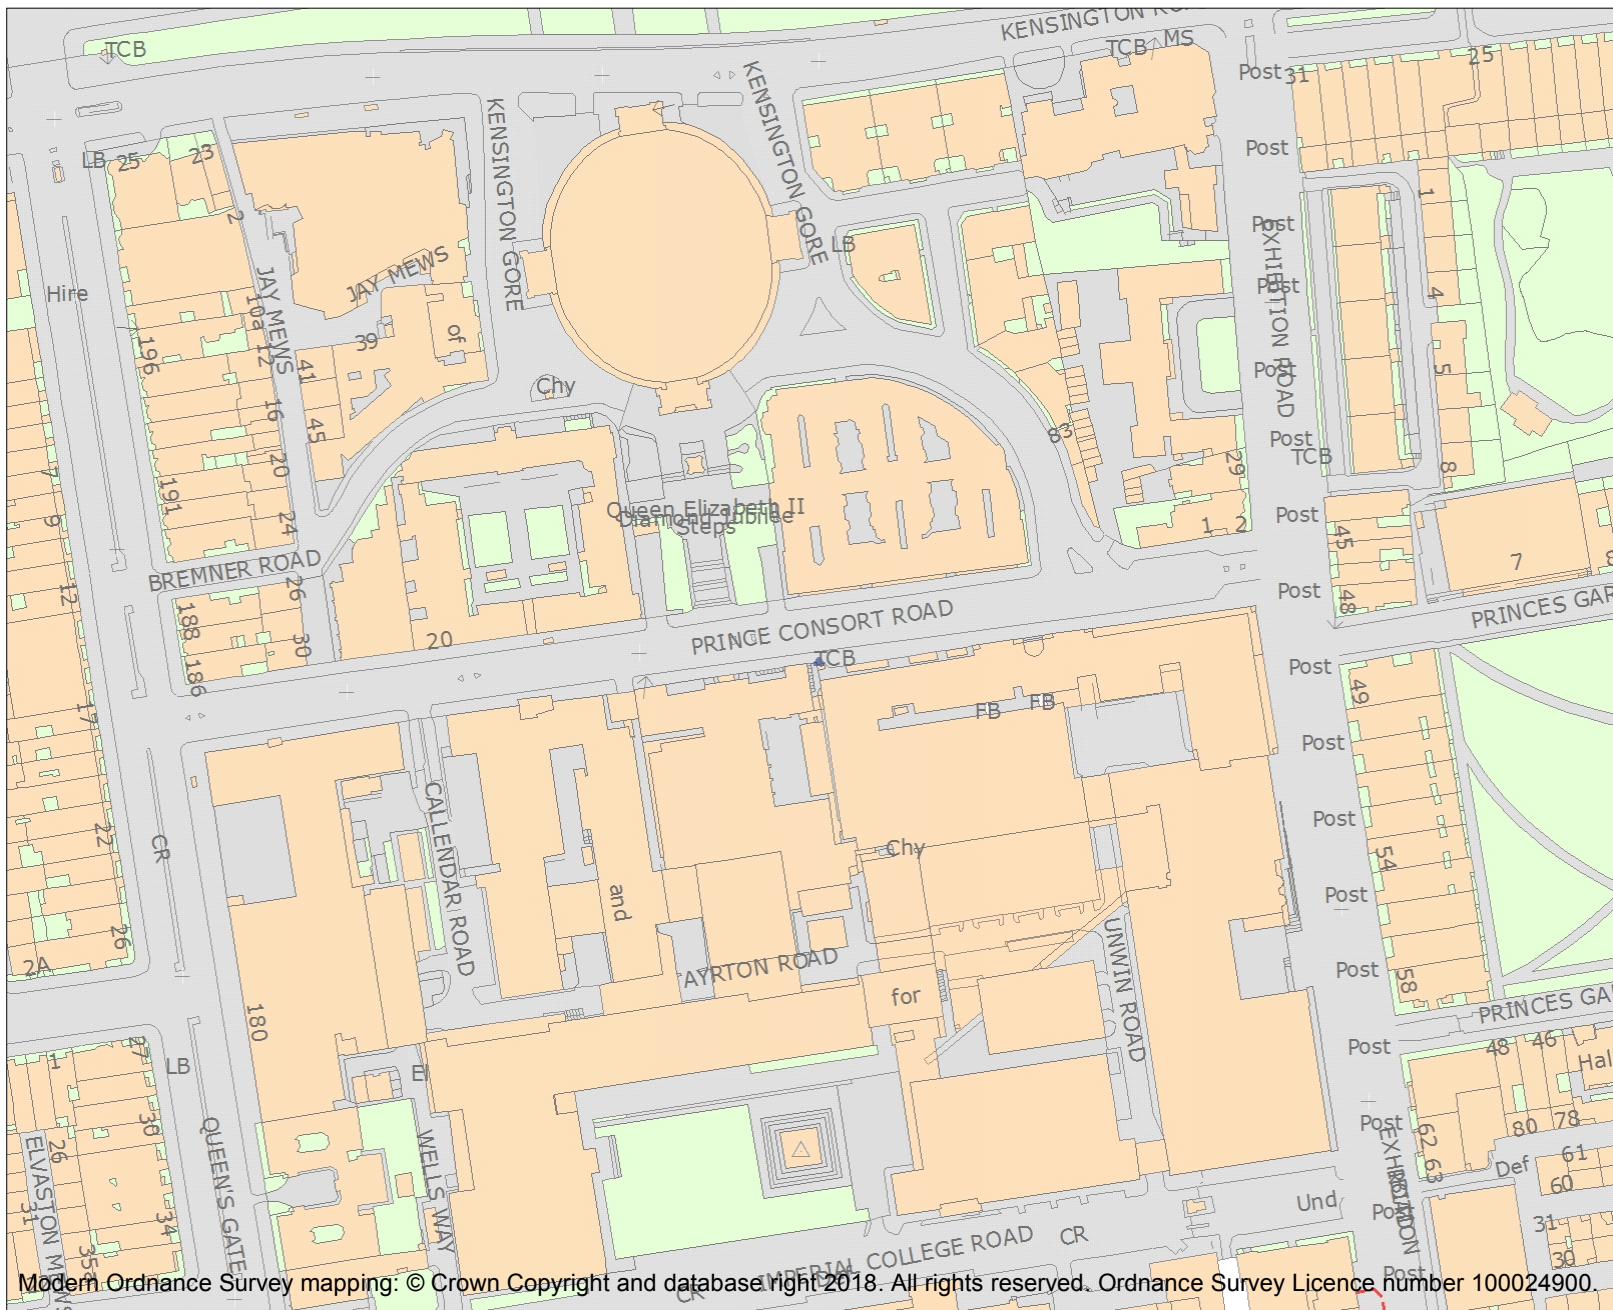 KENSINGTON ROAD
TCB
TCB MS
25
Post
31
KENSINGTON GORE
KENSINGTON GORE
LB
25
23
Post
2
1
LB
Post
EXHIBITION ROAD
Hire
JAY MEWS
JAY MEWS
Post
4
10a
12
of
39
196
41
5
Post
Chy
16
45
83
Post
TCB
29
20
8
7
191
Queen Elizabeth II
Diamond Jubilee
Steps
Post
9
24
1
2
45
7
BREMNER ROAD
12
26
Post
48
PRINCES GAR
188
PRINCE CONSORT ROAD
20
30
TCB
Post
186
49
FB
FB
17
Post
CALLENDAR ROAD
Post
22
CR
Chy
54
Post
and
26
2A
AYRTON ROAD
UNWIN ROAD
Post
58
for
180
PRINCES GA
27
Post
48
46
Hal
1
LB
El
30
Post
80
78
QUEEN'S GATE
WELLS WAY
62
63
ELVASTON MEWS
26
EXHIBITION
61
Def
60
Und
Post
31
34
31
CR
35a
30
IMPERIAL COLLEGE ROAD
Post
CR
Modern Ordnance Survey mapping: © Crown Copyright and database right 2018. All rights reserved. Ordnance Survey Licence number 100024900.